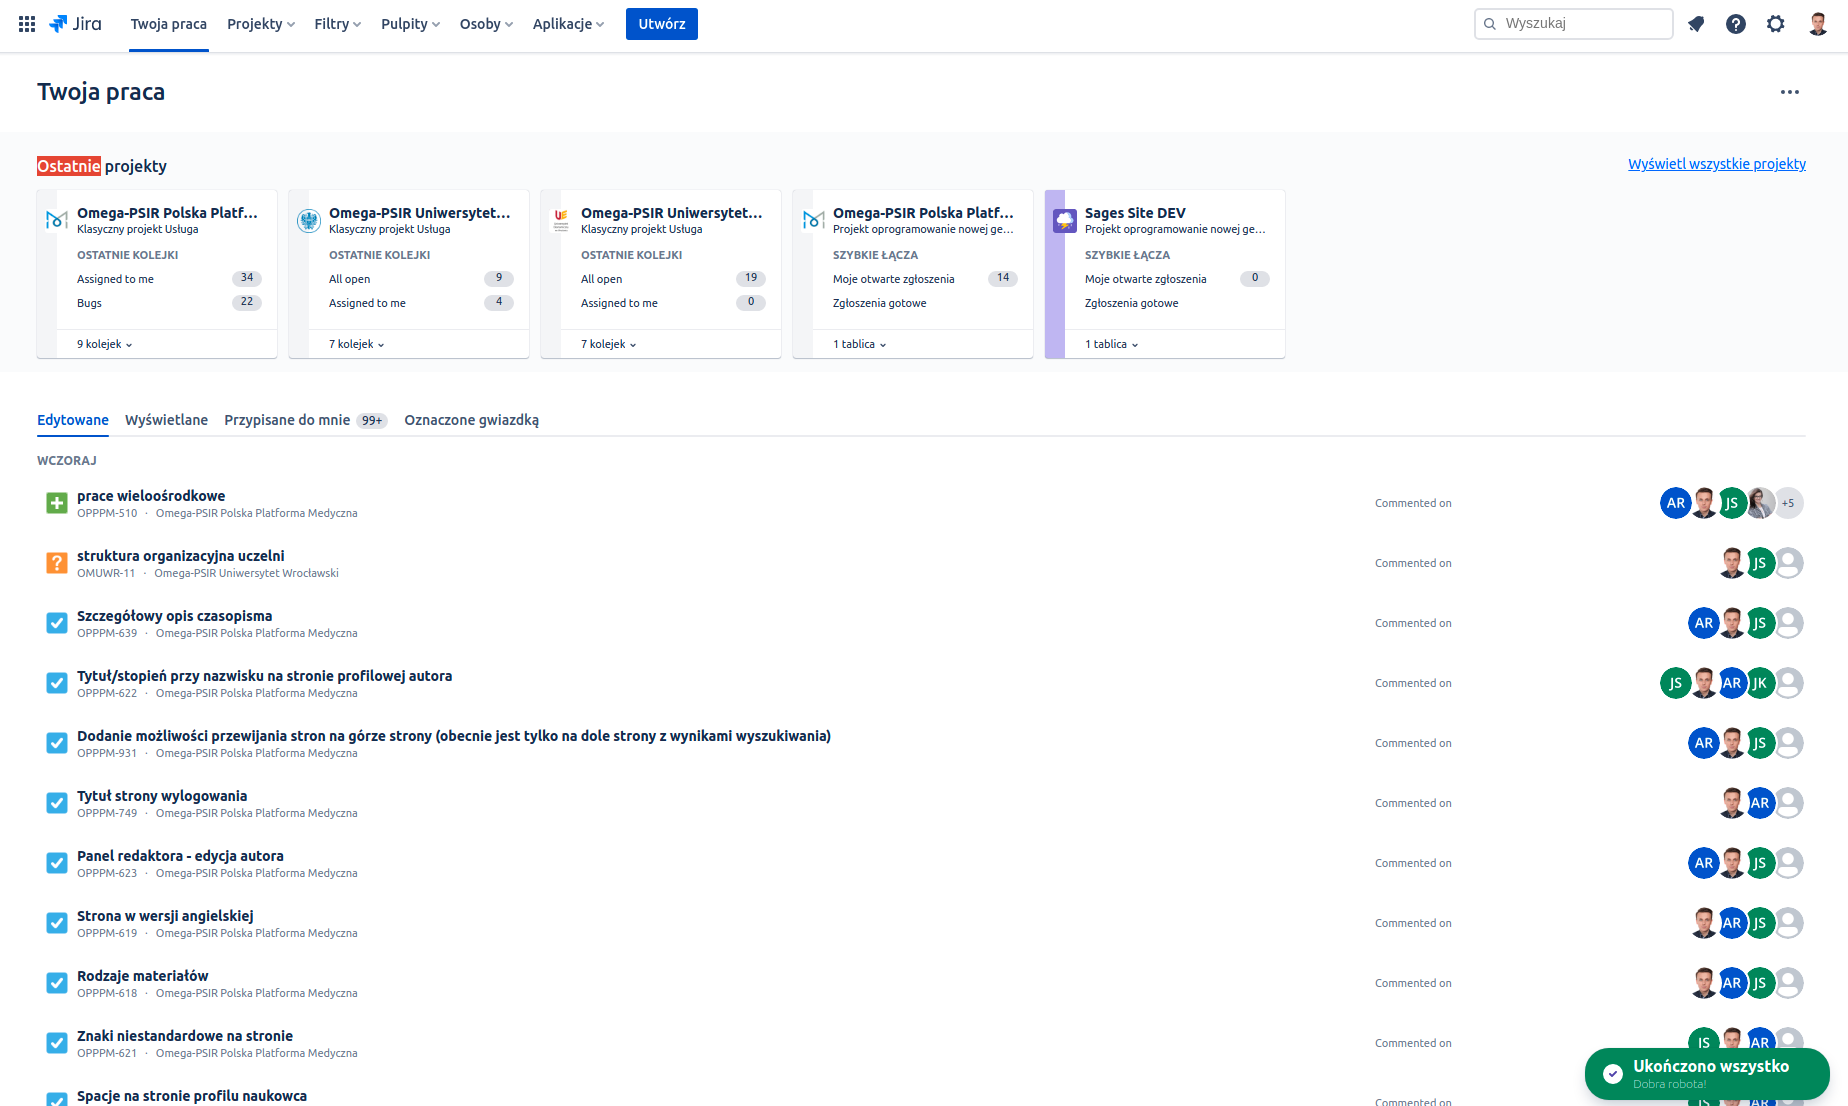 Jira Twoja praca Projekty Filtry Pulpity Osoby Aplikacje Utwórz Wyszukaj
Twoja praca
Ostatnie projekty Wyświetl wszystkie projekty
Omega-PSIR Polska Platf...
Klasyczny projekt Usługa
OSTATNIE KOLEJKI
Assigned to me 34
Bugs 22
9 kolejek
Omega-PSIR Uniwersytet...
Klasyczny projekt Usługa
OSTATNIE KOLEJKI
All open 9
Assigned to me 4
7 kolejek
Omega-PSIR Uniwersytet...
Klasyczny projekt Usługa
OSTATNIE KOLEJKI
All open 19
Assigned to me 0
7 kolejek
Omega-PSIR Polska Platf...
Projekt oprogramowanie nowej ge...
SZYBKIE ŁĄCZA
Moje otwarte zgłoszenia 14
Zgłoszenia gotowe
1 tablica
Sages Site DEV
Projekt oprogramowanie nowej ge...
SZYBKIE ŁĄCZA
Moje otwarte zgłoszenia 0
Zgłoszenia gotowe
1 tablica
Edytowane Wyświetlane Przypisane do mnie 99+ Oznaczone gwiazdką
WCZORAJ
prace wieloośrodkowe
OPPPM-510 · Omega-PSIR Polska Platforma Medyczna
Commented on AR JS +5
struktura organizacyjna uczelni
OMUWR-11 · Omega-PSIR Uniwersytet Wrocławski
Commented on JS
Szczegółowy opis czasopisma
OPPPM-639 · Omega-PSIR Polska Platforma Medyczna
Commented on AR JS
Tytuł/stopień przy nazwisku na stronie profilowej autora
OPPPM-622 · Omega-PSIR Polska Platforma Medyczna
Commented on JS AR JK
Dodanie możliwości przewijania stron na górze strony (obecnie jest tylko na dole strony z wynikami wyszukiwania)
OPPPM-931 · Omega-PSIR Polska Platforma Medyczna
Commented on AR JS
Tytuł strony wylogowania
OPPPM-749 · Omega-PSIR Polska Platforma Medyczna
Commented on AR
Panel redaktora - edycja autora
OPPPM-623 · Omega-PSIR Polska Platforma Medyczna
Commented on AR JS
Strona w wersji angielskiej
OPPPM-619 · Omega-PSIR Polska Platforma Medyczna
Commented on AR JS
Rodzaje materiałów
OPPPM-618 · Omega-PSIR Polska Platforma Medyczna
Commented on AR JS
Znaki niestandardowe na stronie
OPPPM-621 · Omega-PSIR Polska Platforma Medyczna
Commented on JS AR
Spacje na stronie profilu naukowca
Commented on JS AR
Ukończono wszystko
Dobra robota!